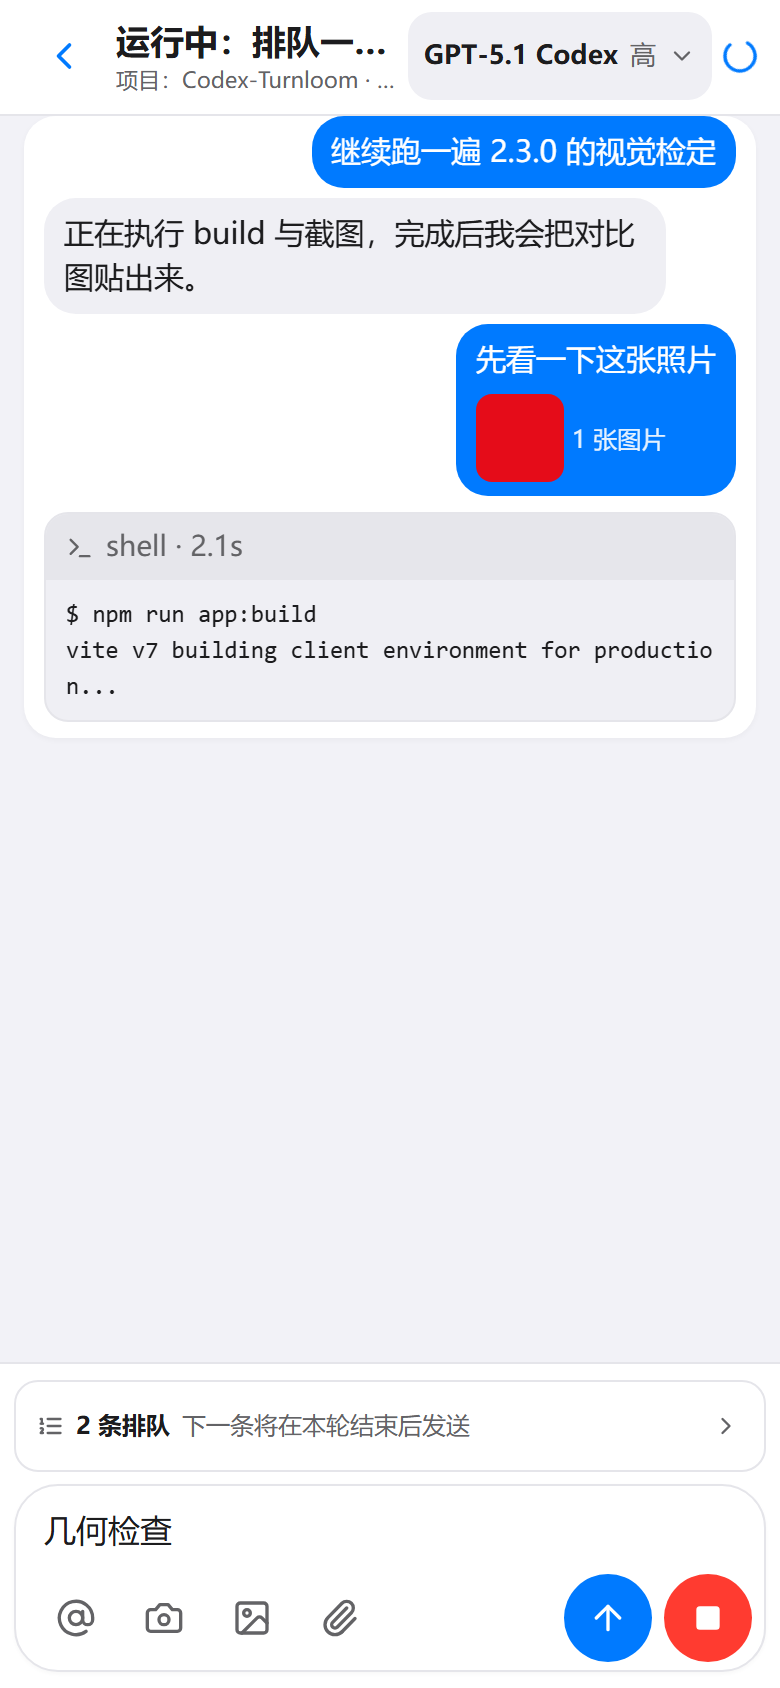 运行中：排队一...
项目：Codex-Turnloom · ...
GPT-5.1 Codex 高
继续跑一遍 2.3.0 的视觉检定
正在执行 build 与截图，完成后我会把对比
图贴出来。
先看一下这张照片
1 张图片
shell · 2.1s
$ npm run app:build
vite v7 building client environment for productio
n...
2 条排队 下一条将在本轮结束后发送
几何检查